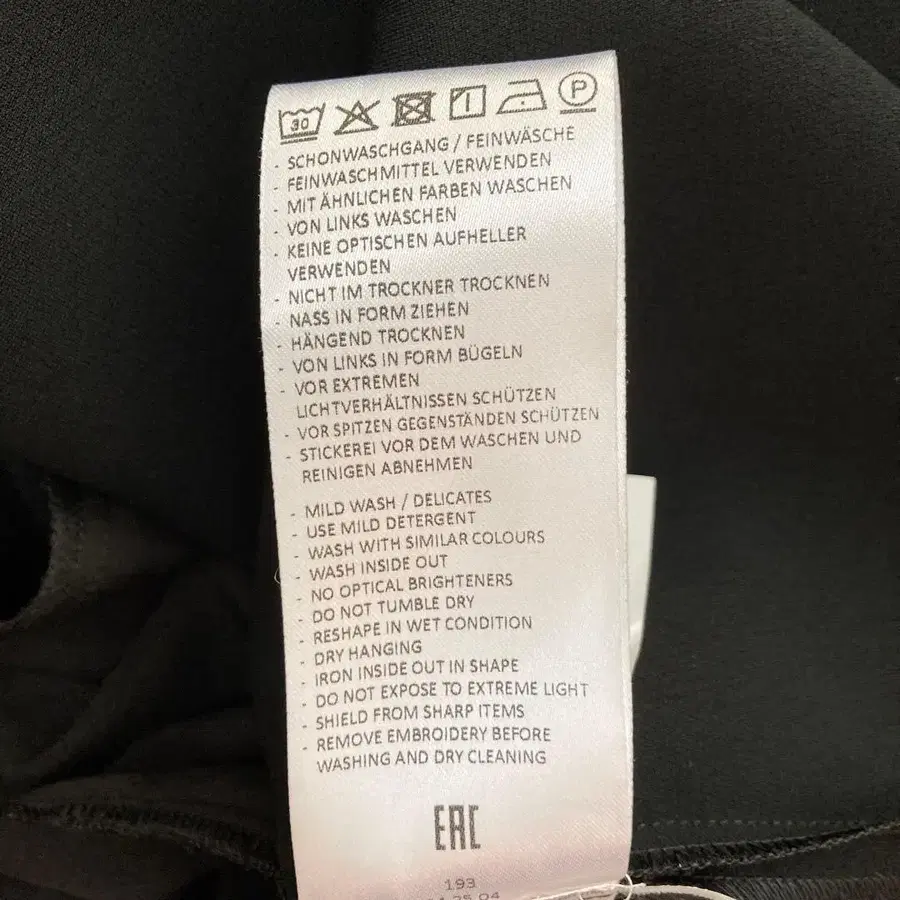 30 P
- SCHONWASCHGANG / FEINWÄSCHE
- FEINWASCHMITTEL VERWENDEN
- MIT ÄHNLICHEN FARBEN WASCHEN
- VON LINKS WASCHEN
- KEINE OPTISCHEN AUFHELLER
VERWENDEN
- NICHT IM TROCKNER TROCKNEN
- NASS IN FORM ZIEHEN
- HÄNGEND TROCKNEN
- VON LINKS IN FORM BÜGELN
- VOR EXTREMEN
LICHTVERHÄLTNISSEN SCHÜTZEN
- VOR SPITZEN GEGENSTÄNDEN SCHÜTZEN
- STICKEREI VOR DEM WASCHEN UND
REINIGEN ABNEHMEN
- MILD WASH / DELICATES
- USE MILD DETERGENT
- WASH WITH SIMILAR COLOURS
- WASH INSIDE OUT
- NO OPTICAL BRIGHTENERS
- DO NOT TUMBLE DRY
- RESHAPE IN WET CONDITION
- DRY HANGING
- IRON INSIDE OUT IN SHAPE
- DO NOT EXPOSE TO EXTREME LIGHT
- SHIELD FROM SHARP ITEMS
- REMOVE EMBROIDERY BEFORE
WASHING AND DRY CLEANING
EAC
193